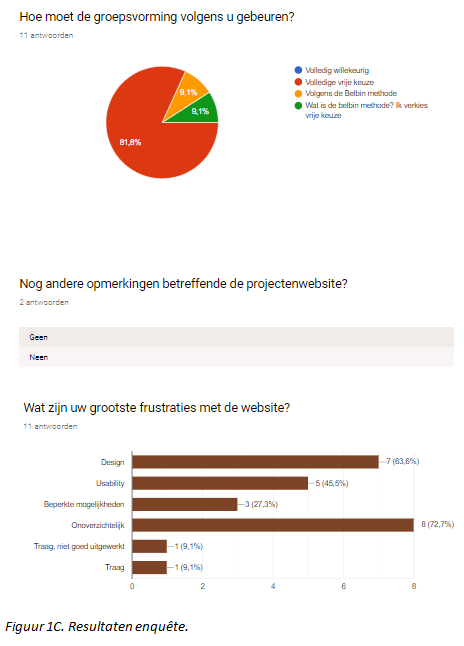 Hoe moet de groepsvorming volgens u gebeuren?
11 antwoorden
Volledig willekeurig
Volledige vrije keuze
Volgens de Belbin methode
Wat is de belbin methode? Ik verkies
vrije keuze
9,1%
9,1%
81,8%
Nog andere opmerkingen betreffende de projectenwebsite?
2 antwoorden
Geen
Neen
Wat zijn uw grootste frustraties met de website?
11 antwoorden
Design
7 (63,6%)
Usability
5 (45,5%)
Beperkte mogelijkheden
3 (27,3%)
Onoverzichtelijk
8 (72,7%)
Traag, niet goed uitgewerkt
1 (9,1%)
Traag
1 (9,1%)
0 2 4 6 8
Figuur 1C. Resultaten enquête.